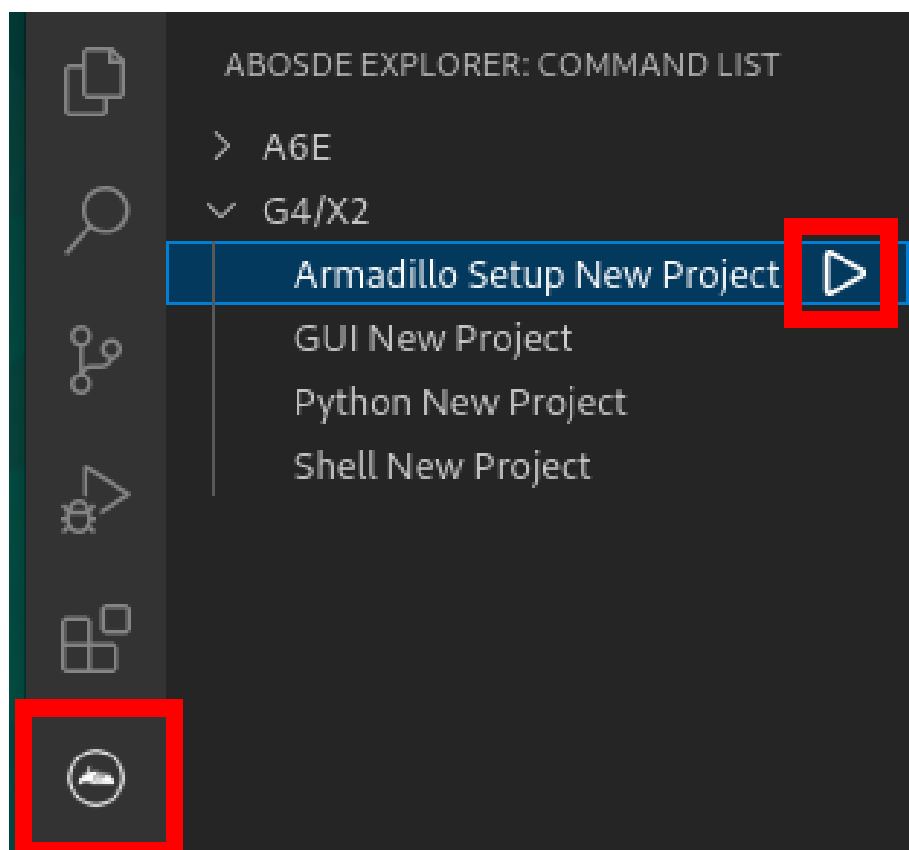 ABOSDE EXPLORER: COMMAND LIST
A6E
G4/X2
Armadillo Setup New Project
GUI New Project
Python New Project
Shell New Project